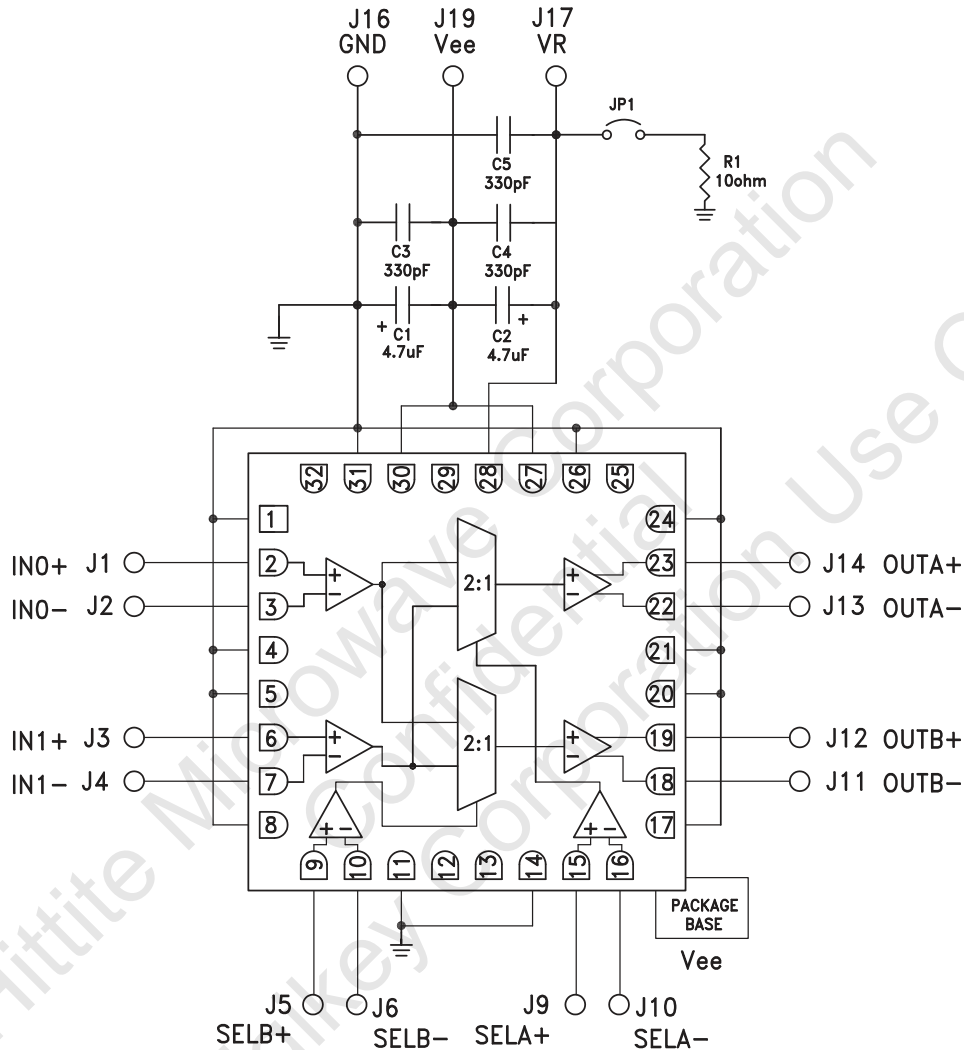 J16 J19 J17
GND Vee VR
JP1
R1
10ohm
C5
330pF
C3
330pF
C4
330pF
+ C1
4.7uF
C2 +
4.7uF
32 31 30 29 28 27 26 25
1
2
3
4
5
6
7
8
24
23
22
21
20
19
18
17
IN0+ J1
IN0- J2
IN1+ J3
IN1- J4
+
-
2:1
+
-
J14 OUTA+
J13 OUTA-
+
-
2:1
+
-
J12 OUTB+
J11 OUTB-
+ -
+ -
9 10 11 12 13 14 15 16
PACKAGE
BASE
Vee
J5 J6 J9 J10
SELB+ SELB- SELA+ SELA-
Hittite Microwave Corporation
Confidential
Corporation Use O